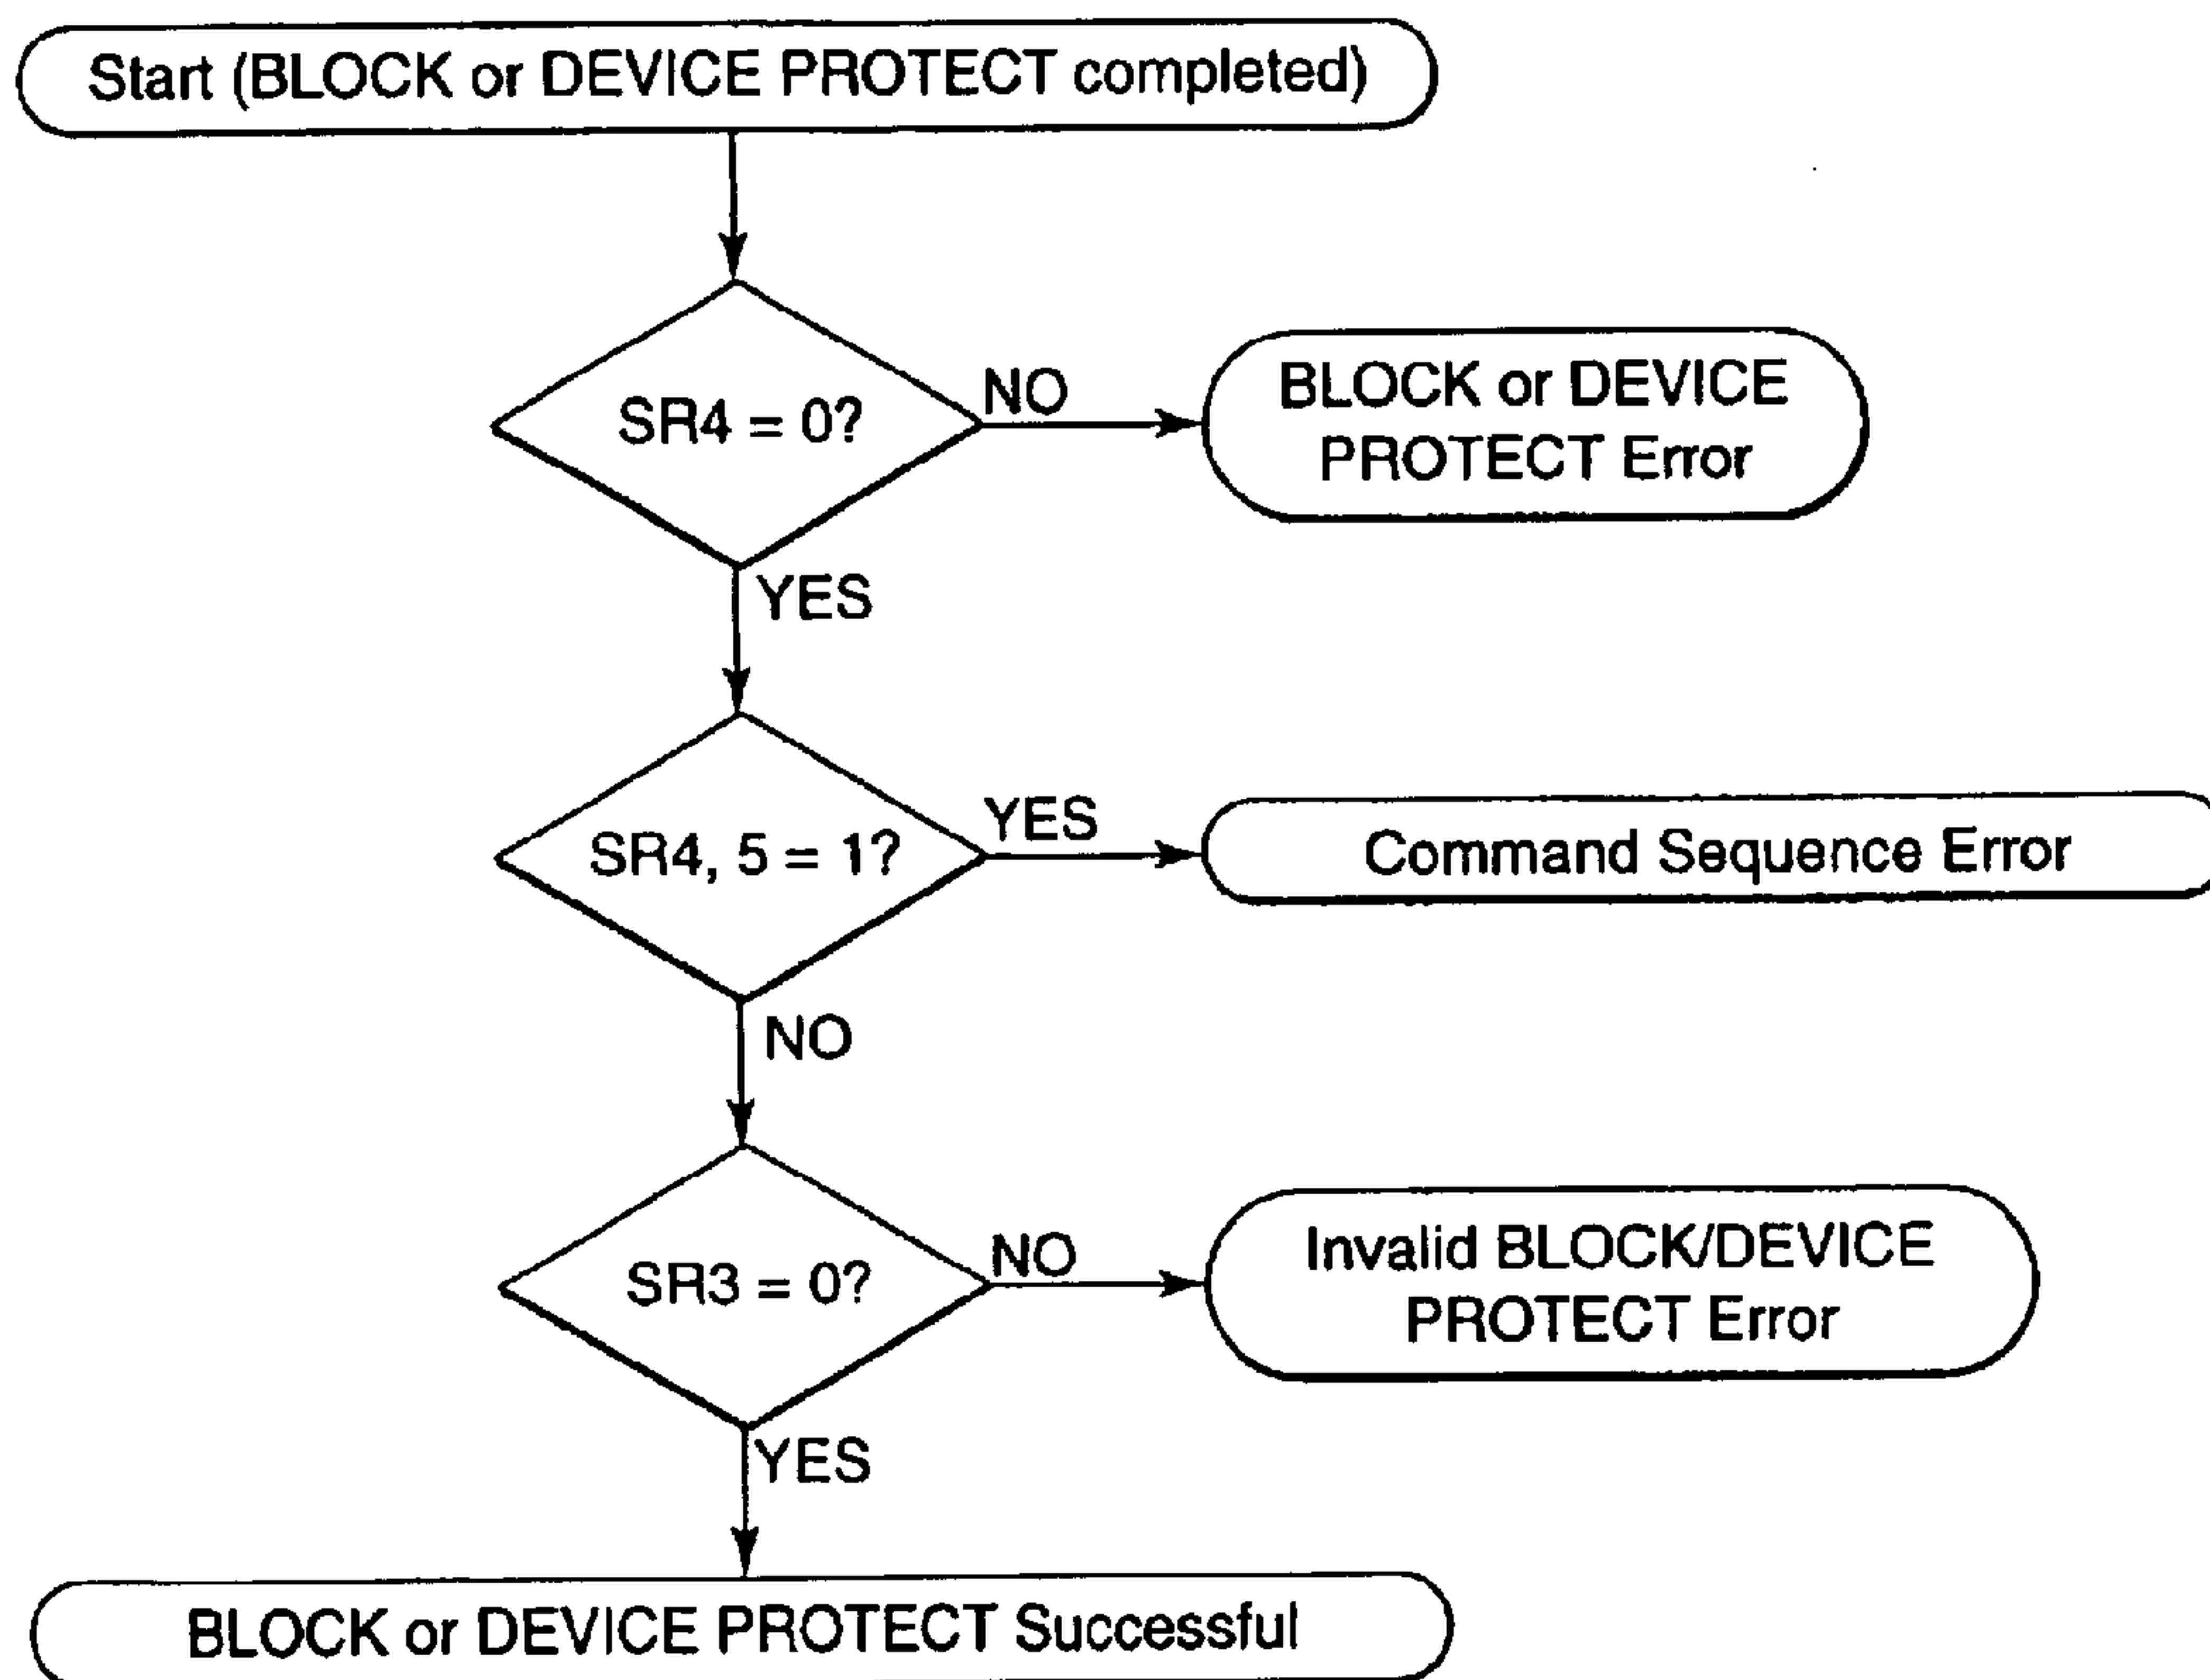 Start (BLOCK or DEVICE PROTECT completed)
SR4 = 0?
NO
BLOCK or DEVICE
PROTECT Error
YES
SR4, 5 = 1?
YES
Command Sequence Error
NO
SR3 = 0?
NO
Invalid BLOCK/DEVICE
PROTECT Error
YES
BLOCK or DEVICE PROTECT Successful